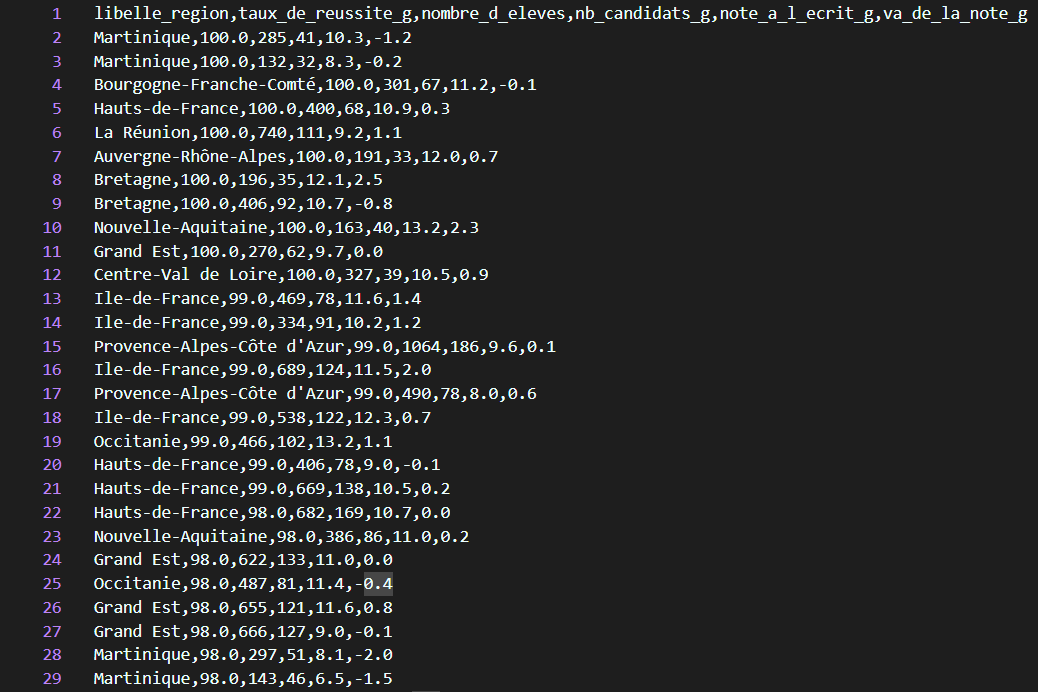 1 libelle_region,taux_de_reussite_g,nombre_d_eleves,nb_candidats_g,note_a_l_ecrit_g,va_de_la_note_g
2 Martinique,100.0,285,41,10.3,-1.2
3 Martinique,100.0,132,32,8.3,-0.2
4 Bourgogne-Franche-Comté,100.0,301,67,11.2,-0.1
5 Hauts-de-France,100.0,400,68,10.9,0.3
6 La Réunion,100.0,740,111,9.2,1.1
7 Auvergne-Rhône-Alpes,100.0,191,33,12.0,0.7
8 Bretagne,100.0,196,35,12.1,2.5
9 Bretagne,100.0,406,92,10.7,-0.8
10 Nouvelle-Aquitaine,100.0,163,40,13.2,2.3
11 Grand Est,100.0,270,62,9.7,0.0
12 Centre-Val de Loire,100.0,327,39,10.5,0.9
13 Ile-de-France,99.0,469,78,11.6,1.4
14 Ile-de-France,99.0,334,91,10.2,1.2
15 Provence-Alpes-Côte d'Azur,99.0,1064,186,9.6,0.1
16 Ile-de-France,99.0,689,124,11.5,2.0
17 Provence-Alpes-Côte d'Azur,99.0,490,78,8.0,0.6
18 Ile-de-France,99.0,538,122,12.3,0.7
19 Occitanie,99.0,466,102,13.2,1.1
20 Hauts-de-France,99.0,406,78,9.0,-0.1
21 Hauts-de-France,99.0,669,138,10.5,0.2
22 Hauts-de-France,98.0,682,169,10.7,0.0
23 Nouvelle-Aquitaine,98.0,386,86,11.0,0.2
24 Grand Est,98.0,622,133,11.0,0.0
25 Occitanie,98.0,487,81,11.4,-0.4
26 Grand Est,98.0,655,121,11.6,0.8
27 Grand Est,98.0,666,127,9.0,-0.1
28 Martinique,98.0,297,51,8.1,-2.0
29 Martinique,98.0,143,46,6.5,-1.5